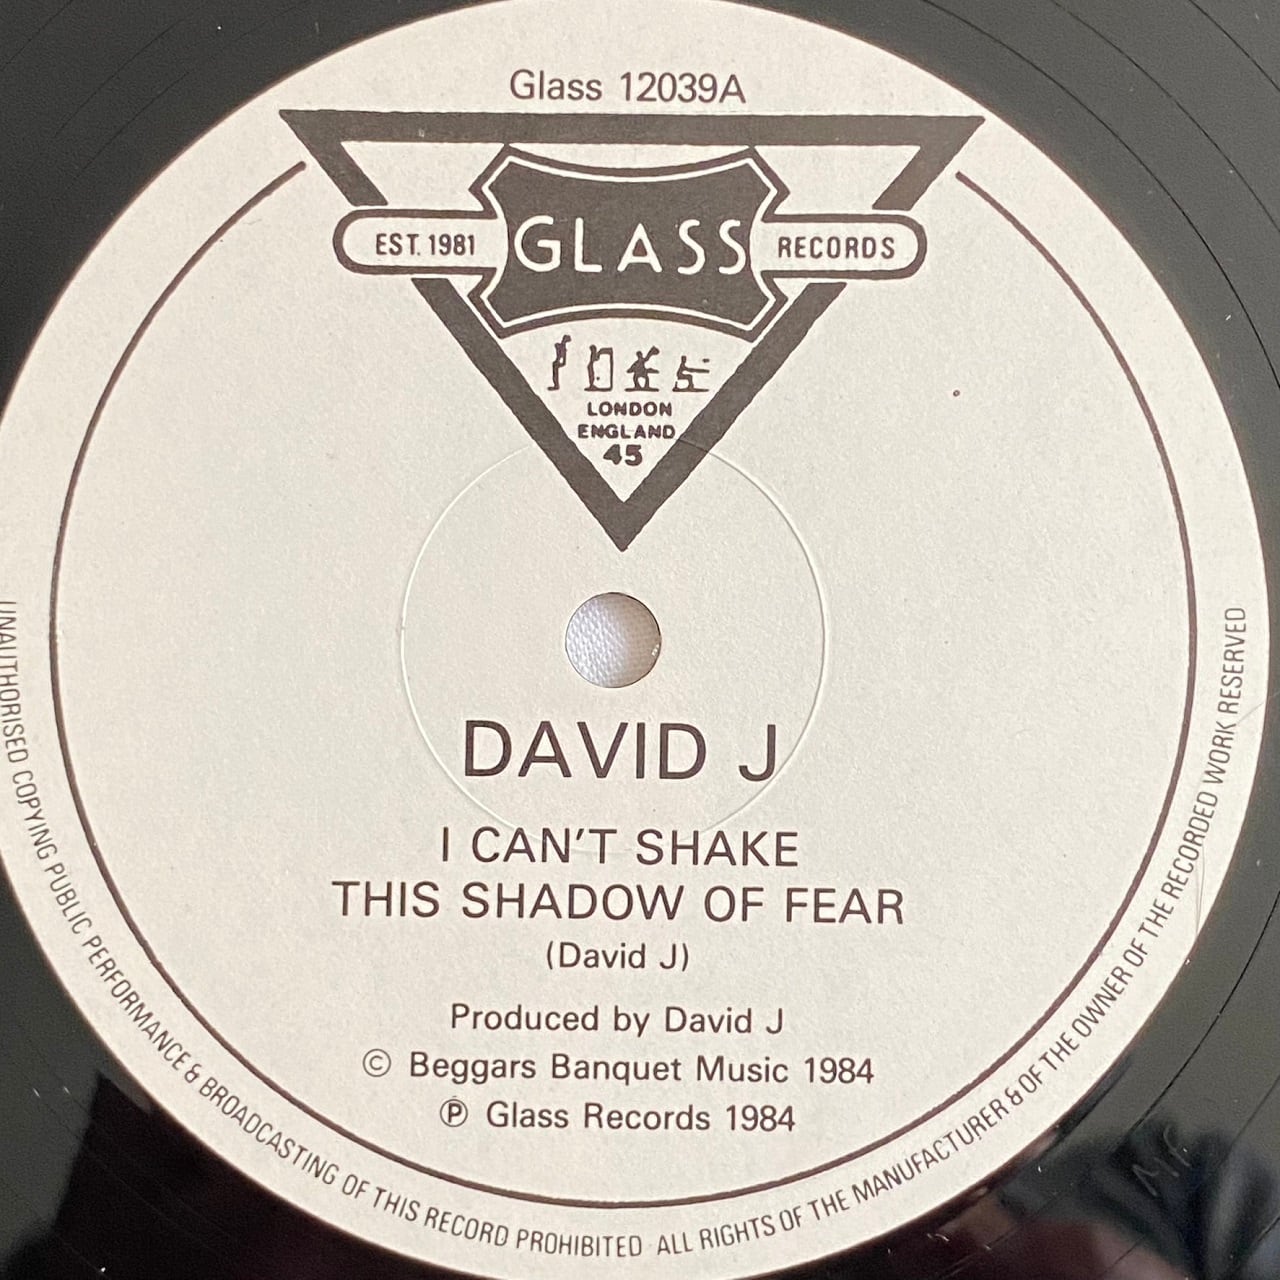 Glass 12039A
EST. 1981 GLASS RECORDS
LONDON
ENGLAND
45
DAVID J
I CAN'T SHAKE
THIS SHADOW OF FEAR
(David J)
Produced by David J
© Beggars Banquet Music 1984
℗ Glass Records 1984
UNAUTHORISED COPYING PUBLIC PERFORMANCE & BROADCASTING OF THIS RECORD PROHIBITED · ALL RIGHTS OF THE MANUFACTURER & OF THE OWNER OF THE RECORDED WORK RESERVED